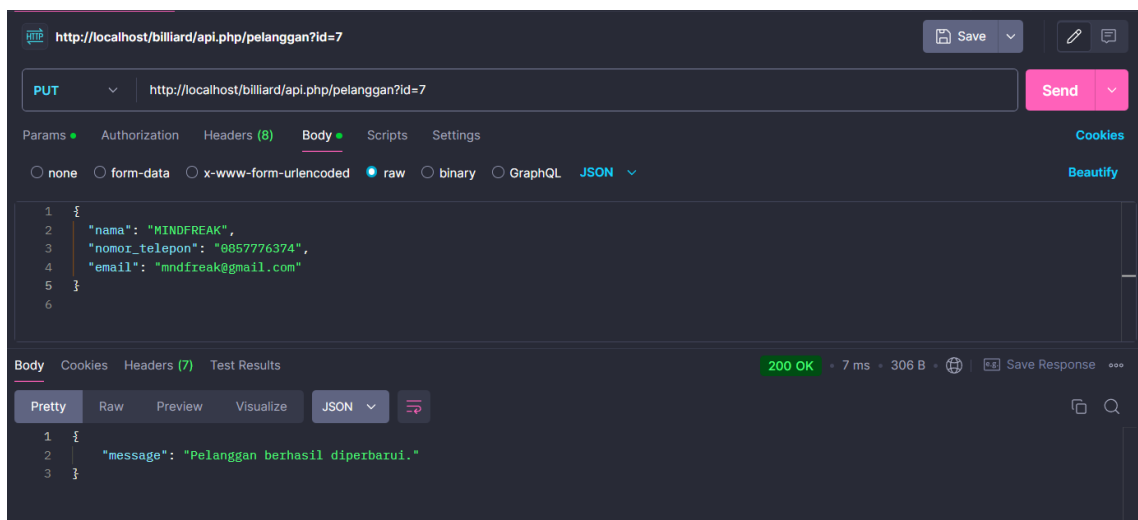 HTTP http://localhost/billiard/api.php/pelanggan?id=7 Save
PUT http://localhost/billiard/api.php/pelanggan?id=7 Send
Params Authorization Headers (8) Body Scripts Settings Cookies
none form-data x-www-form-urlencoded raw binary GraphQL JSON Beautify
1 {
2 "nama": "MINDFREAK",
3 "nomor_telepon": "0857776374",
4 "email": "mndfreak@gmail.com"
5 }
6
Body Cookies Headers (7) Test Results 200 OK 7 ms 306 B e.g. Save Response
Pretty Raw Preview Visualize JSON
1 {
2 "message": "Pelanggan berhasil diperbarui."
3 }